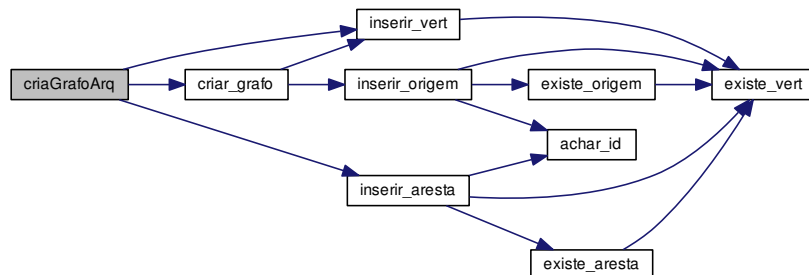 inserir_vert
criaGrafoArq
criar_grafo
inserir_origem
existe_origem
existe_vert
achar_id
inserir_aresta
existe_aresta